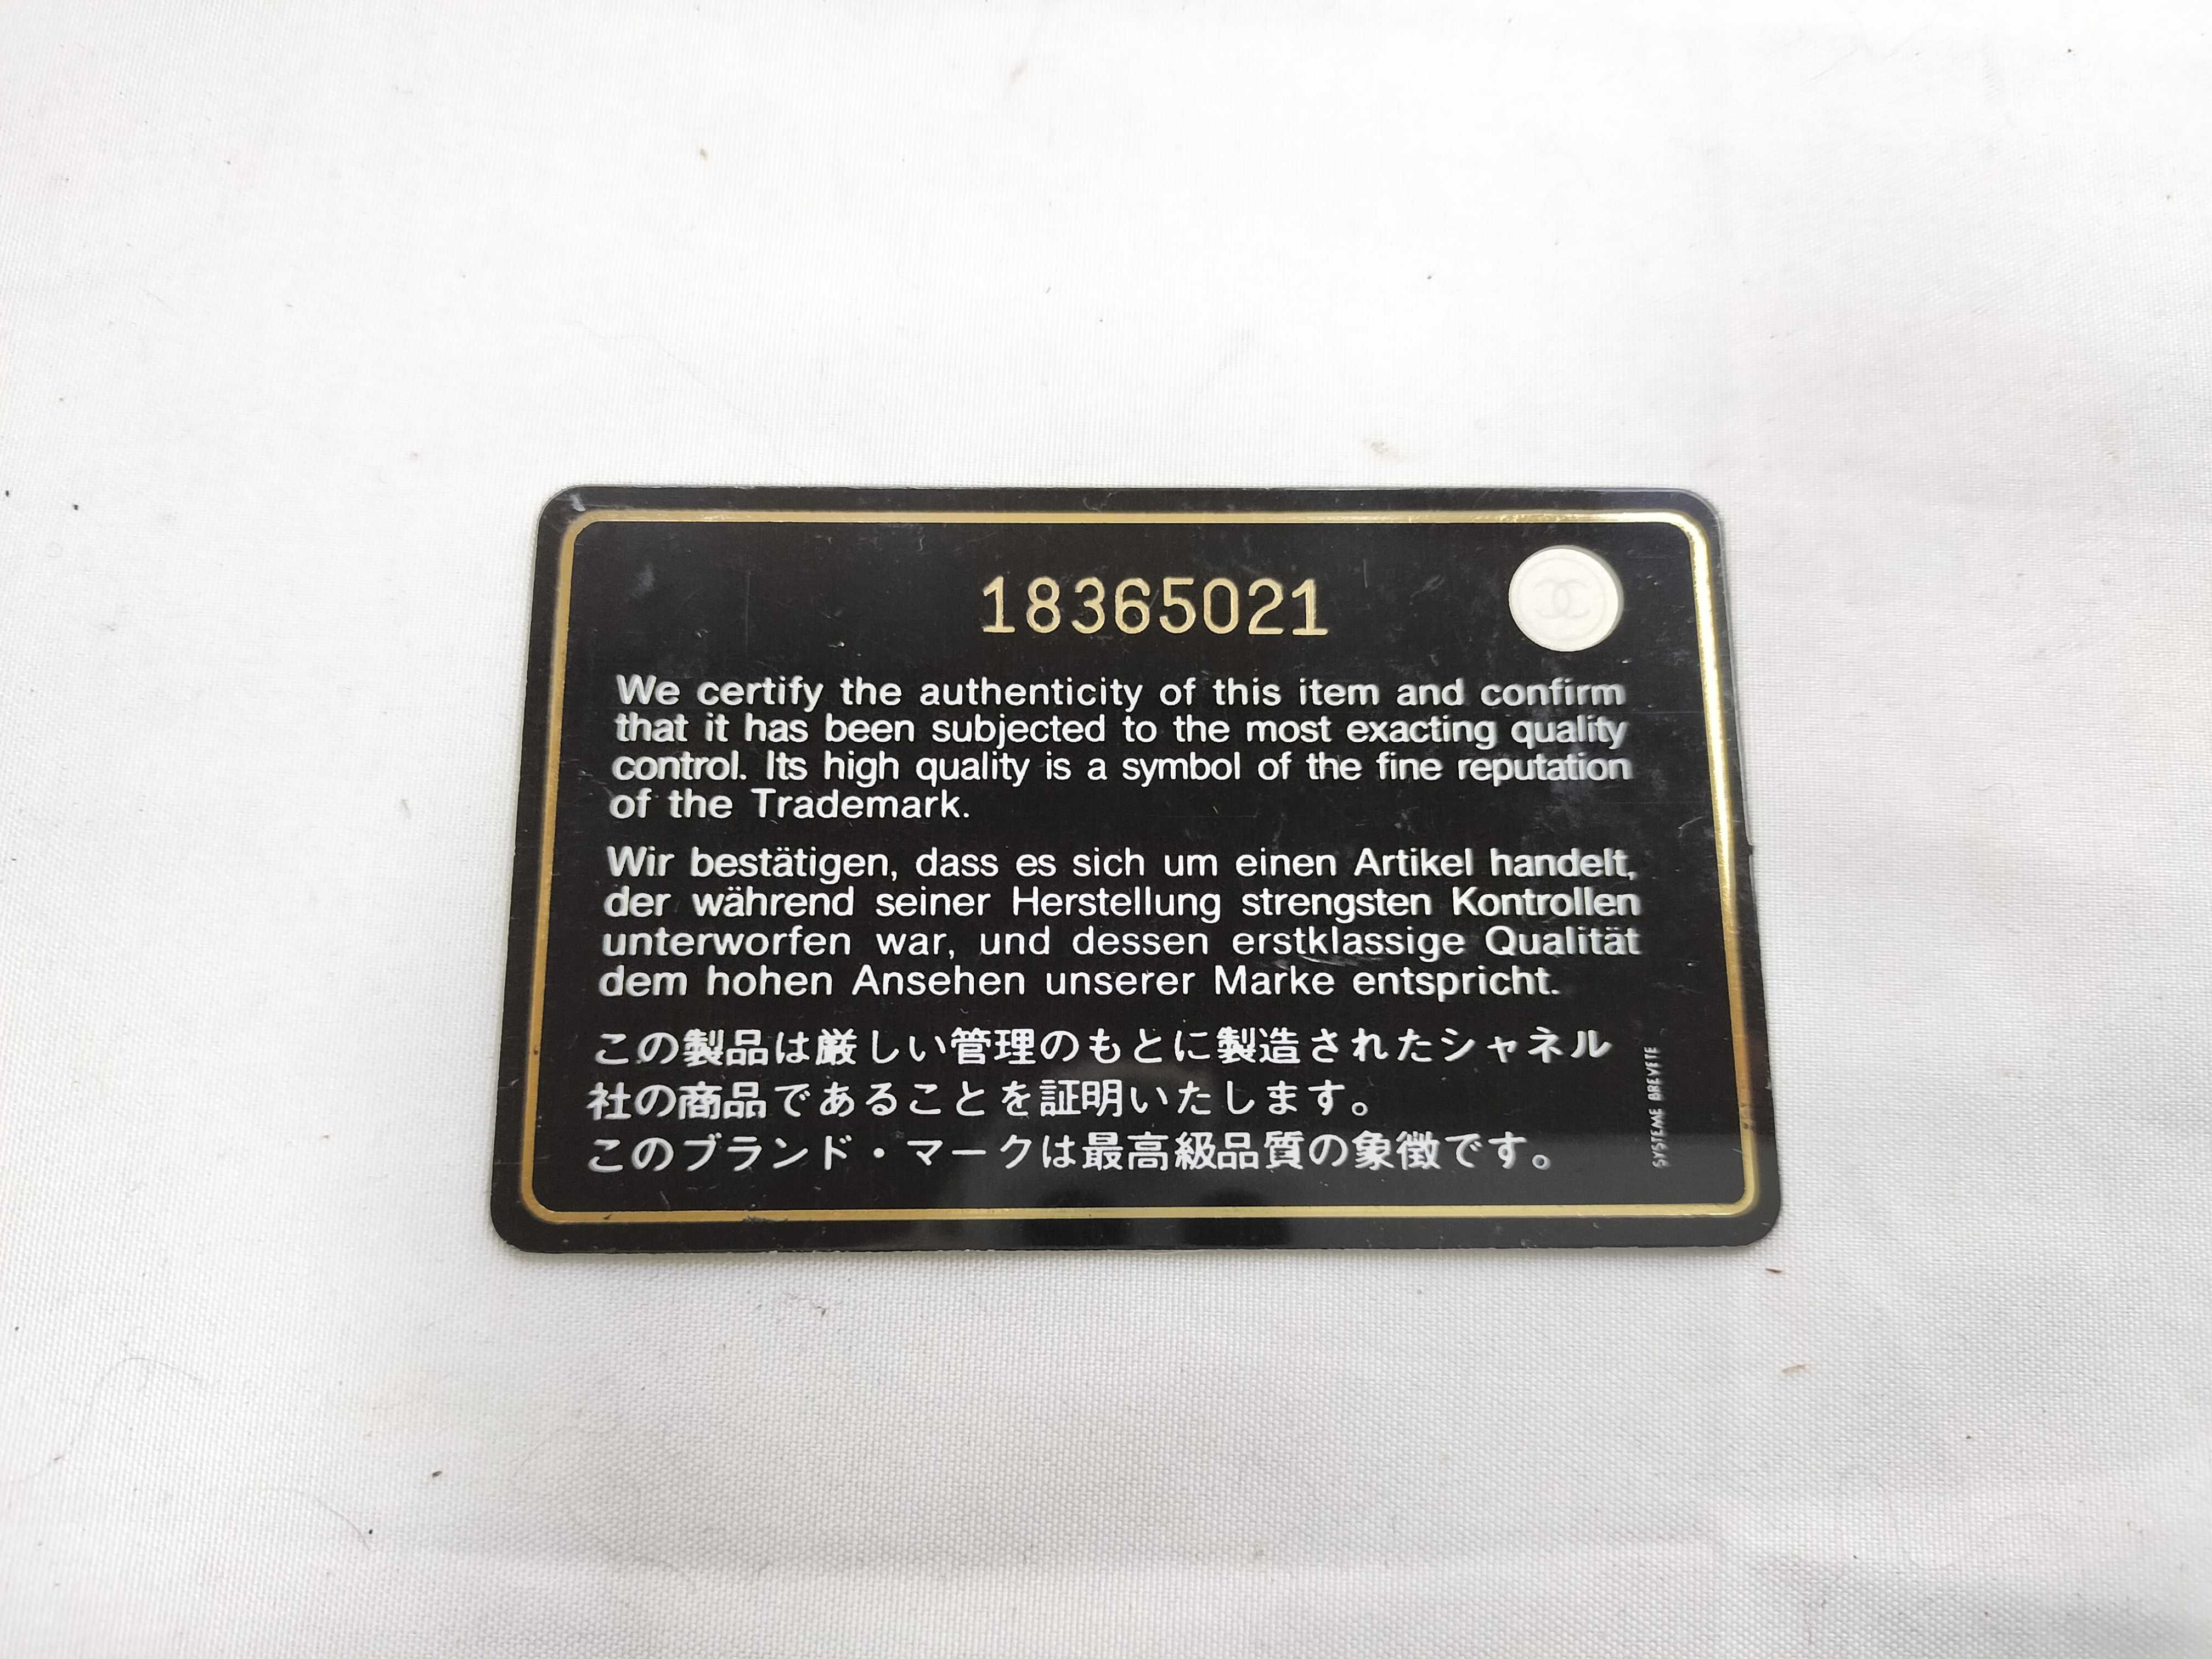 18365021
We certify the authenticity of this item and confirm
that it has been subjected to the most exacting quality
control. Its high quality is a symbol of the fine reputation
of the Trademark.
Wir bestätigen, dass es sich um einen Artikel handelt,
der während seiner Herstellung strengsten Kontrollen
unterworfen war, und dessen erstklassige Qualität
dem hohen Ansehen unserer Marke entspricht.
この製品は厳しい管理のもとに製造されたシャネル
社の商品であることを証明いたします。
このブランド・マークは最高級品質の象徴です。
SYSTEME BREVETE